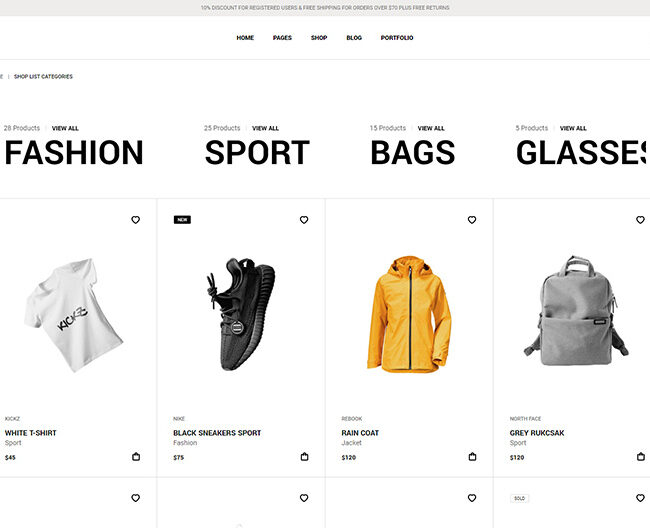 10% DISCOUNT FOR REGISTERED USERS & FREE SHIPPING FOR ORDERS OVER $70 PLUS FREE RETURNS
HOME PAGES SHOP BLOG PORTFOLIO
E | SHOP LIST CATEGORIES
28 Products | VIEW ALL
FASHION
25 Products | VIEW ALL
SPORT
15 Products | VIEW ALL
BAGS
5 Products | VIEW ALL
GLASSES
KICKZ
KICKZ
WHITE T-SHIRT
Sport
$45
NEW
NIKE
BLACK SNEAKERS SPORT
Fashion
$75
REBOOK
RAIN COAT
Jacket
$120
NORTH FACE
GREY RUKCSAK
Sport
$120
SOLD